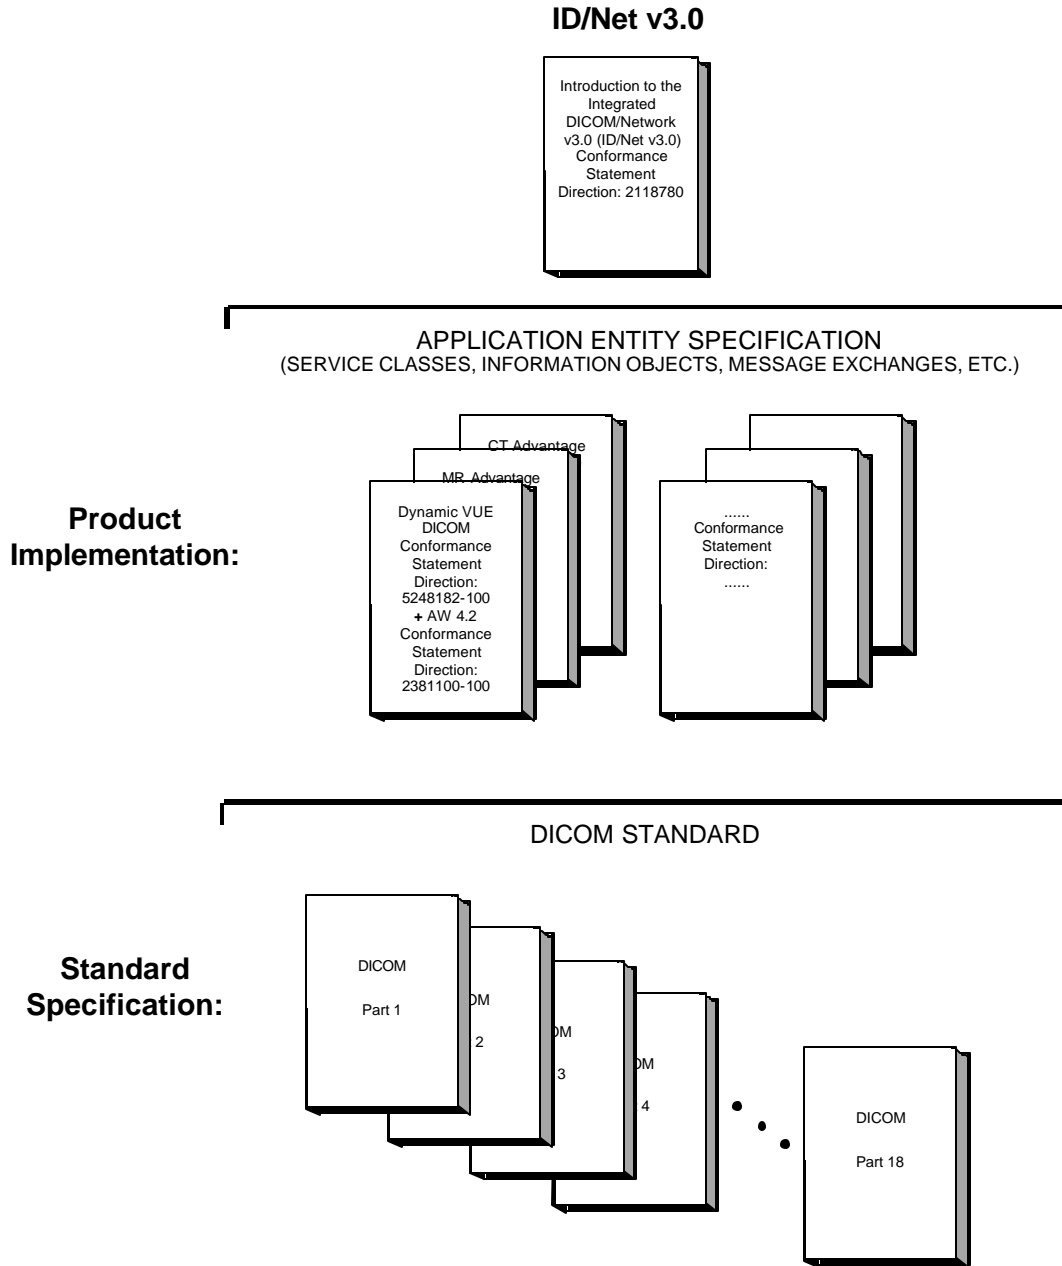 ID/Net v3.0
Introduction to the
Integrated
DICOM/Network
v3.0 (ID/Net v3.0)
Conformance
Statement
Direction: 2118780
APPLICATION ENTITY SPECIFICATION
(SERVICE CLASSES, INFORMATION OBJECTS, MESSAGE EXCHANGES, ETC.)
Product
Implementation:
CT Advantage
MR Advantage
Dynamic VUE
DICOM
Conformance
Statement
Direction:
5248182-100
+ AW 4.2
Conformance
Statement
Direction:
2381100-100
......
Conformance
Statement
Direction:
......
DICOM STANDARD
Standard
Specification:
DICOM
Part 1
OM
2
OM
3
OM
4
DICOM
Part 18